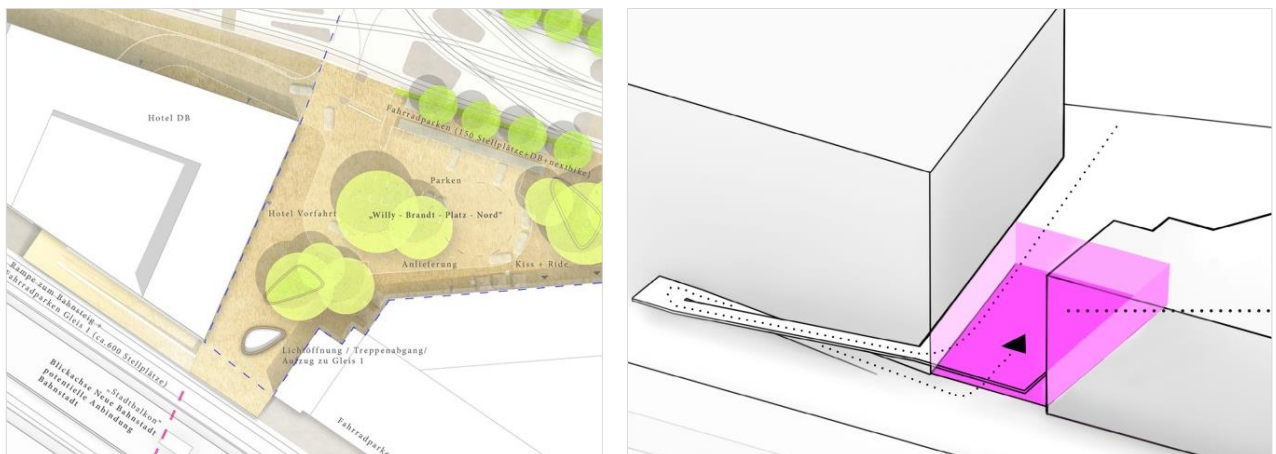 Hotel DB
Fahrradparken (150 Stellplätze+DB+nextbike)
Parken
Hotel Vorfahrt
„Willy - Brandt - Platz - Nord"
Anlieferung
Kiss + Ride
Rampe zum Bahnsteig +
Fahrradparken Gleis 1 (ca.600 Stellplätze)
Lichtöffnung / Treppenabgang/
Aufzug zu Gleis 1
„Stadtbalkon"
Blickachse Neue Bahnstadt
potentielle Anbindung
Bahnstadt